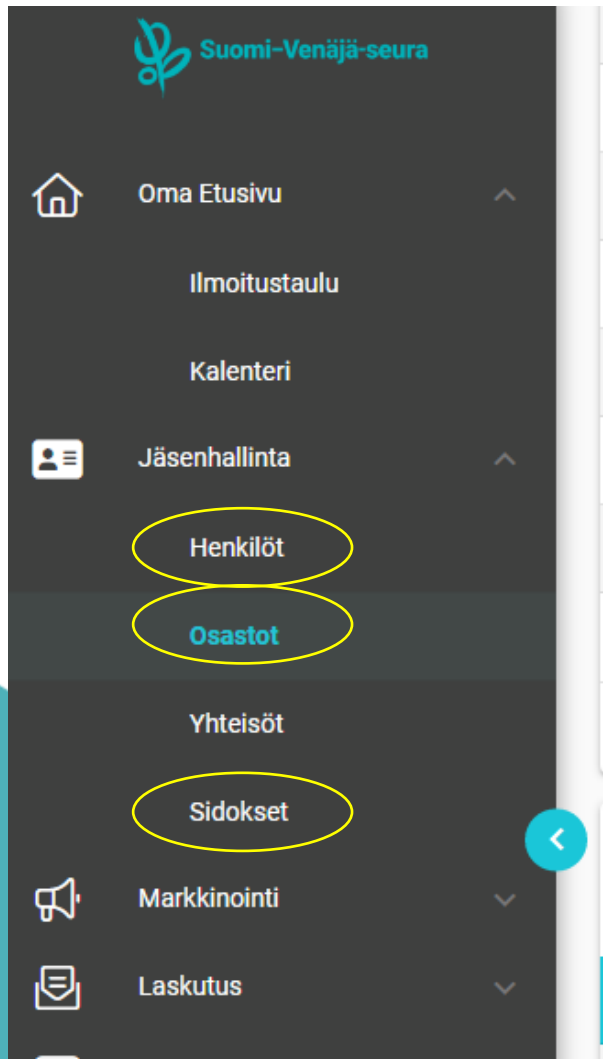 Suomi-Venäjä-seura
Oma Etusivu
Ilmoitustaulu
Kalenteri
Jäsenhallinta
Henkilöt
Osastot
Yhteisöt
Sidokset
Markkinointi
Laskutus